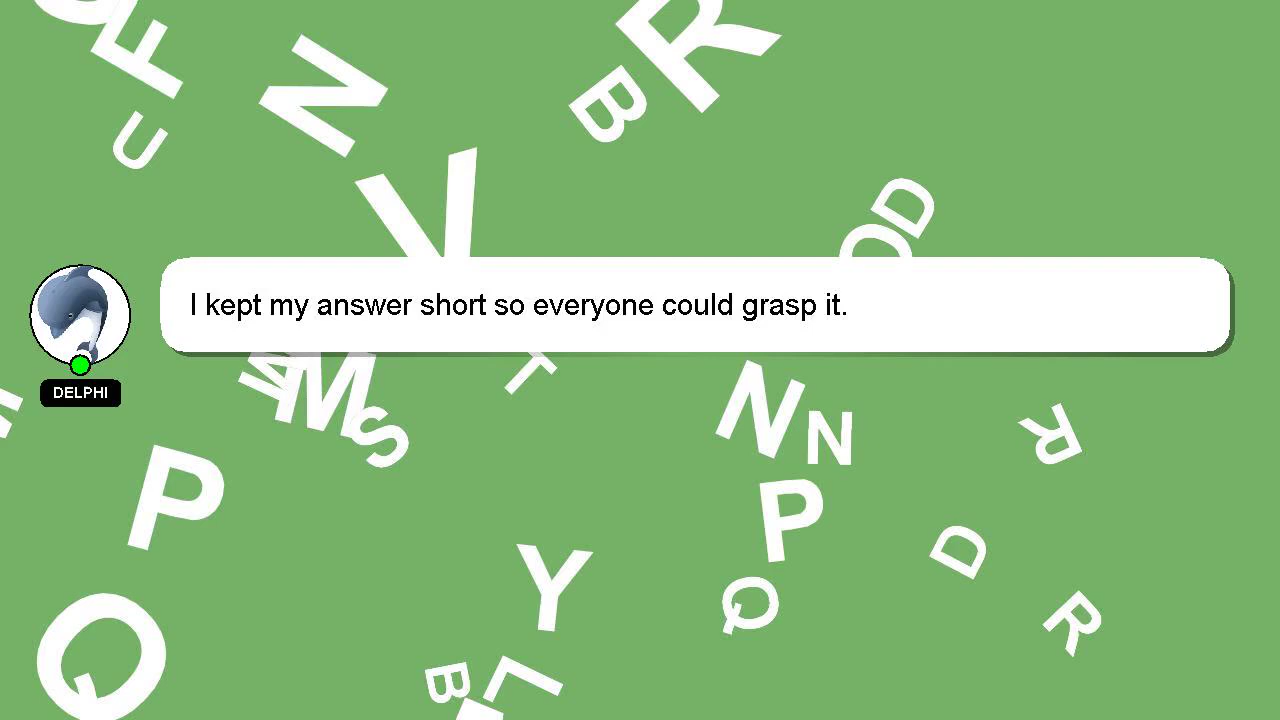 F
N
B
R
U
V
D
O
I kept my answer short so everyone could grasp it.
DELPHI
M
M
S
T
N
N
R
P
P
D
Y
Q
R
Q
B
L